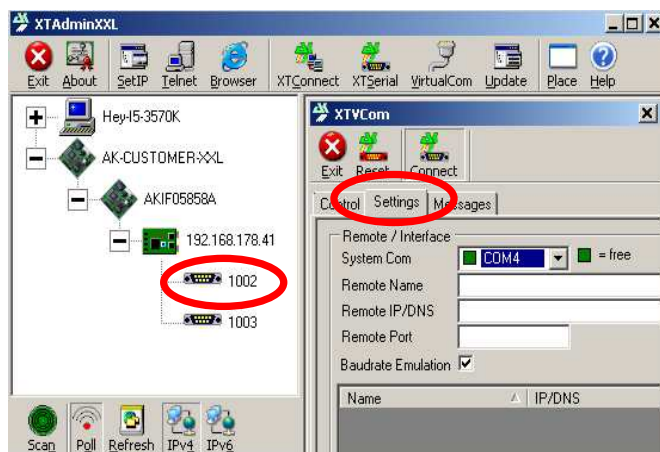 XTAdminXXL
Exit About SetIP Telnet Browser XTConnect XTSerial VirtualCom Update Place Help
Hey-I5-3570K
AK-CUSTOMER-XXL
AKIF05858A
192.168.178.41
1002
1003
Scan Poll Refresh IPv4 IPv6
XTVCom
Exit Reset Connect
Control Settings Messages
Remote / Interface
System Com COM4 = free
Remote Name
Remote IP/DNS
Remote Port
Baudrate Emulation
Name IP/DNS